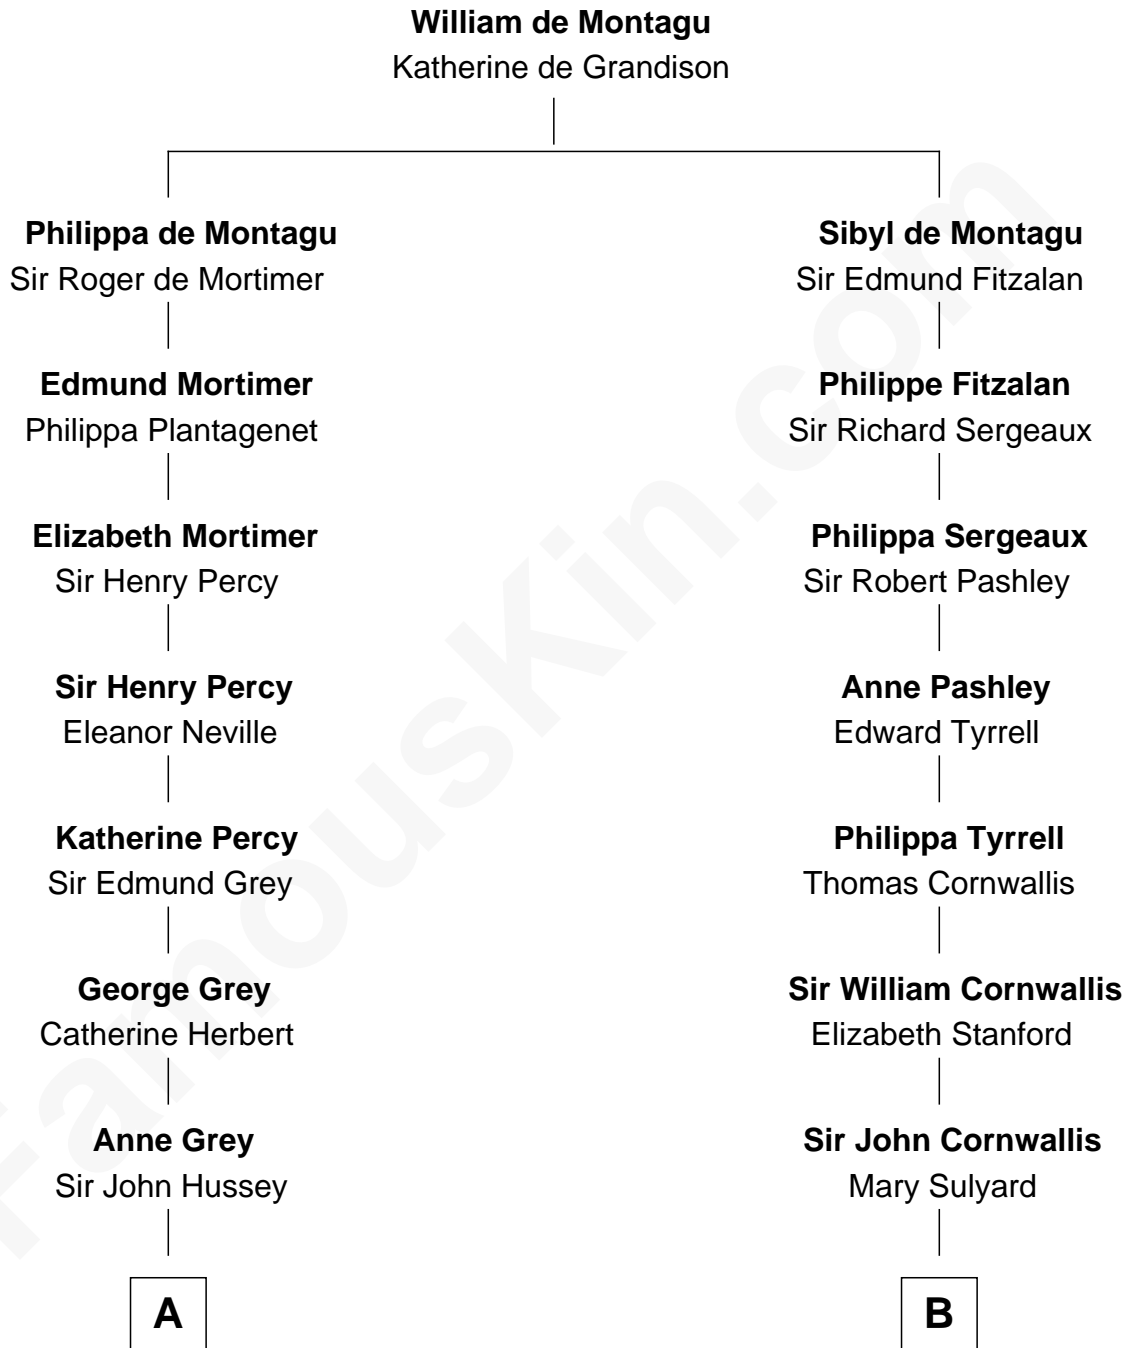 William de Montagu
Katherine de Grandison
Philippa de Montagu
Sir Roger de Mortimer
Sibyl de Montagu
Sir Edmund Fitzalan
Edmund Mortimer
Philippa Plantagenet
Philippe Fitzalan
Sir Richard Sergeaux
Elizabeth Mortimer
Sir Henry Percy
Philippa Sergeaux
Sir Robert Pashley
Sir Henry Percy
Eleanor Neville
Anne Pashley
Edward Tyrrell
Katherine Percy
Sir Edmund Grey
Philippa Tyrrell
Thomas Cornwallis
George Grey
Catherine Herbert
Sir William Cornwallis
Elizabeth Stanford
Anne Grey
Sir John Hussey
Sir John Cornwallis
Mary Sulyard
A
B
FamousKin.com